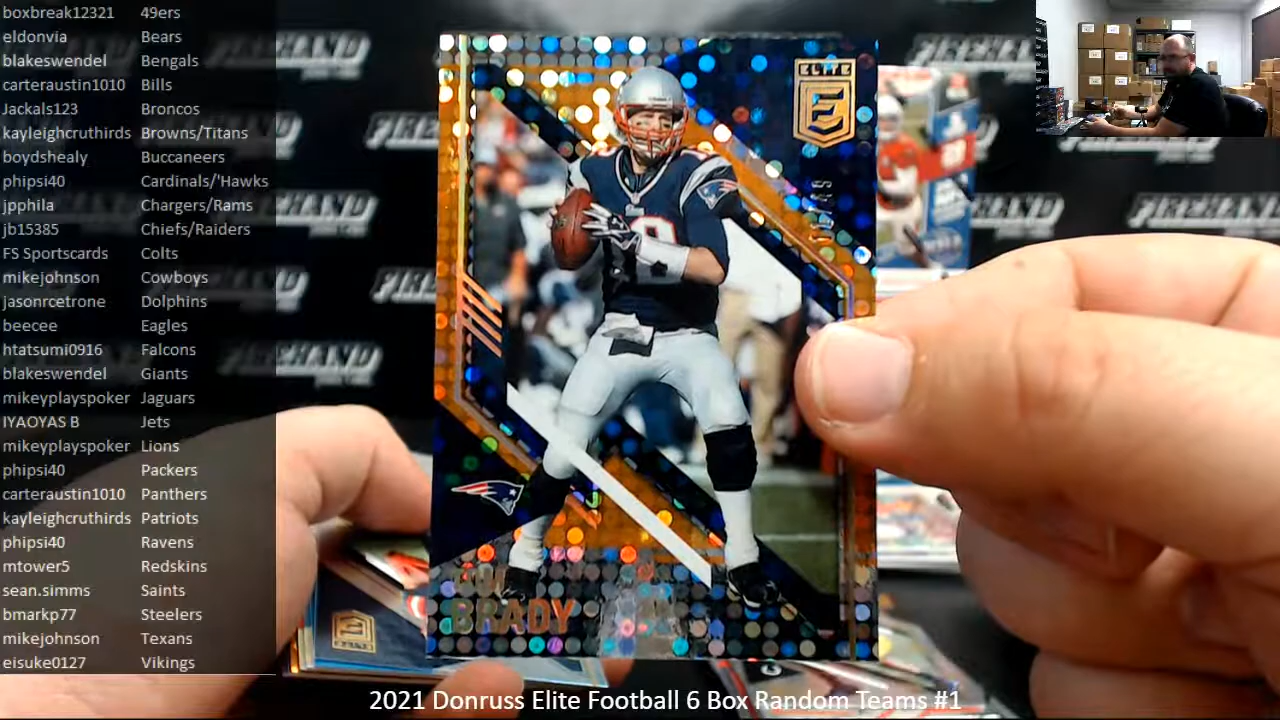 boxbreak12321 49ers
eldonvia Bears
blakeswendel Bengals
carteraustin1010 Bills
Jackals123 Broncos
kayleighcruthirds Browns/Titans
boydshealy Buccaneers
phipsi40 Cardinals/'Hawks
jpphila Chargers/Rams
jb15385 Chiefs/Raiders
FS Sportscards Colts
mikejohnson Cowboys
jasonrcetrone Dolphins
beecee Eagles
htatsumi0916 Falcons
blakeswendel Giants
mikeyplayspoker Jaguars
IYAOYAS B Jets
mikeyplayspoker Lions
phipsi40 Packers
carteraustin1010 Panthers
kayleighcruthirds Patriots
phipsi40 Ravens
mtower5 Redskins
sean.simms Saints
bmarkp77 Steelers
mikejohnson Texans
eisuke0127 Vikings
ELITE
E
BRADY
FIREHAND
2021 Donruss Elite Football 6 Box Random Teams #1